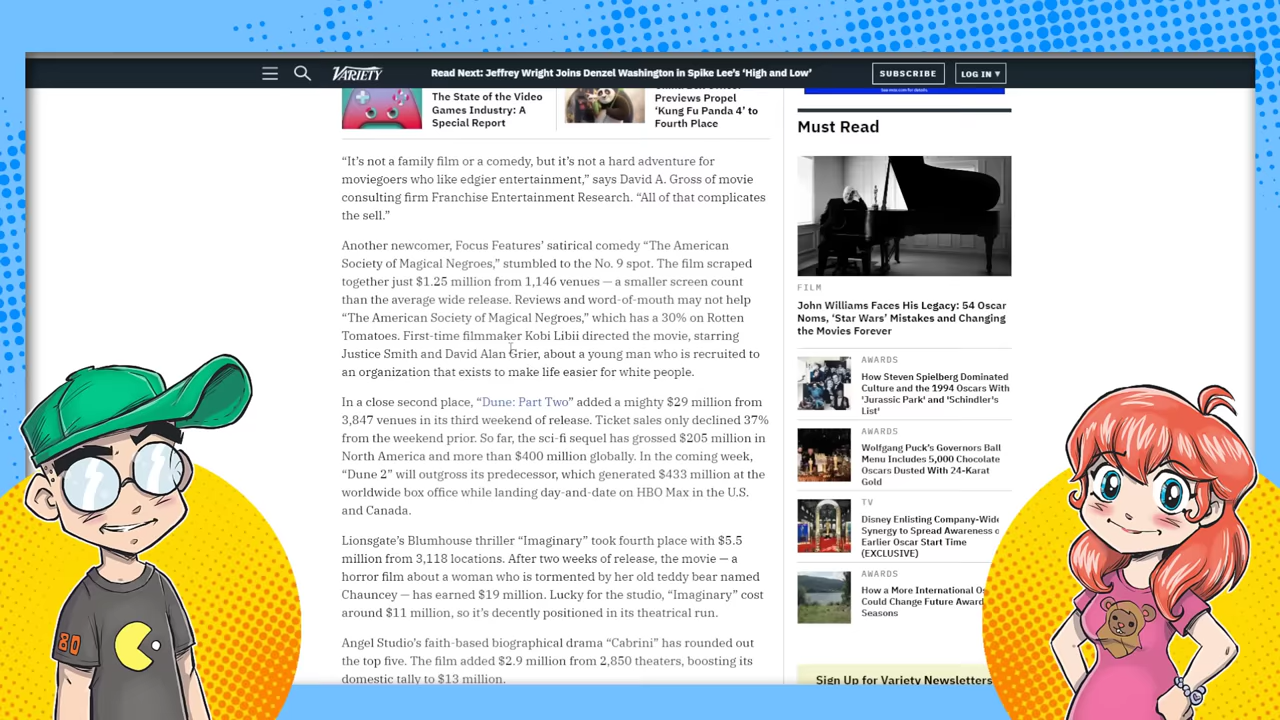 VARIETY
Read Next: Jeffrey Wright Joins Denzel Washington in Spike Lee's 'High and Low'
SUBSCRIBE
LOG IN ▾
The State of the Video
Games Industry: A
Special Report
Previews Propel
'Kung Fu Panda 4' to
Fourth Place
“It’s not a family film or a comedy, but it’s not a hard adventure for
moviegoers who like edgier entertainment,” says David A. Gross of movie
consulting firm Franchise Entertainment Research. “All of that complicates
the sell.”
Another newcomer, Focus Features’ satirical comedy “The American
Society of Magical Negroes,” stumbled to the No. 9 spot. The film scraped
together just $1.25 million from 1,146 venues — a smaller screen count
than the average wide release. Reviews and word-of-mouth may not help
“The American Society of Magical Negroes,” which has a 30% on Rotten
Tomatoes. First-time filmmaker Kobi Libii directed the movie, starring
Justice Smith and David Alan Grier, about a young man who is recruited to
an organization that exists to make life easier for white people.
In a close second place, “Dune: Part Two” added a mighty $29 million from
3,847 venues in its third weekend of release. Ticket sales only declined 37%
from the weekend prior. So far, the sci-fi sequel has grossed $205 million in
North America and more than $400 million globally. In the coming week,
“Dune 2” will outgross its predecessor, which generated $433 million at the
worldwide box office while landing day-and-date on HBO Max in the U.S.
and Canada.
Lionsgate’s Blumhouse thriller “Imaginary” took fourth place with $5.5
million from 3,118 locations. After two weeks of release, the movie — a
horror film about a woman who is tormented by her old teddy bear named
Chauncey — has earned $19 million. Lucky for the studio, “Imaginary” cost
around $11 million, so it’s decently positioned in its theatrical run.
Angel Studio’s faith-based biographical drama “Cabrini” has rounded out
the top five. The film added $2.9 million from 2,850 theaters, boosting its
domestic tally to $13 million.
Must Read
FILM
John Williams Faces His Legacy: 54 Oscar
Noms, ‘Star Wars’ Mistakes and Changing
the Movies Forever
AWARDS
How Steven Spielberg Dominated
Culture and the 1994 Oscars With
'Jurassic Park' and 'Schindler's
List'
AWARDS
Wolfgang Puck's Governors Ball
Menu Includes 5,000 Chocolate
Oscars Dusted With 24-Karat
Gold
TV
Disney Enlisting Company-Wide
Synergy to Spread Awareness
Earlier Oscar Start Time
(EXCLUSIVE)
AWARDS
How a More International
Could Change Future
Seasons
Sign Up for Variety Newsletters
80